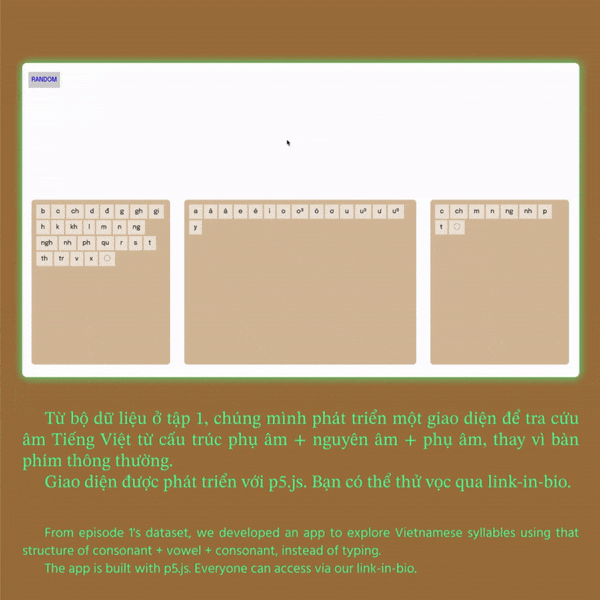 RANDOM
b c ch d đ g gh gi
h k kh l m n ng
ngh nh ph qu r s t
th tr v x ◌
c ch m n ng nh p
t ◌
Từ bộ dữ liệu ở tập 1, chúng mình phát triển một giao diện để tra cứu
âm Tiếng Việt từ cấu trúc phụ âm + nguyên âm + phụ âm, thay vì bàn
phím thông thường.
Giao diện được phát triển với p5.js. Bạn có thể thử vọc qua link-in-bio.
From episode 1's dataset, we developed an app to explore Vietnamese syllables using that
structure of consonant + vowel + consonant, instead of typing.
The app is built with p5.js. Everyone can access via our link-in-bio.